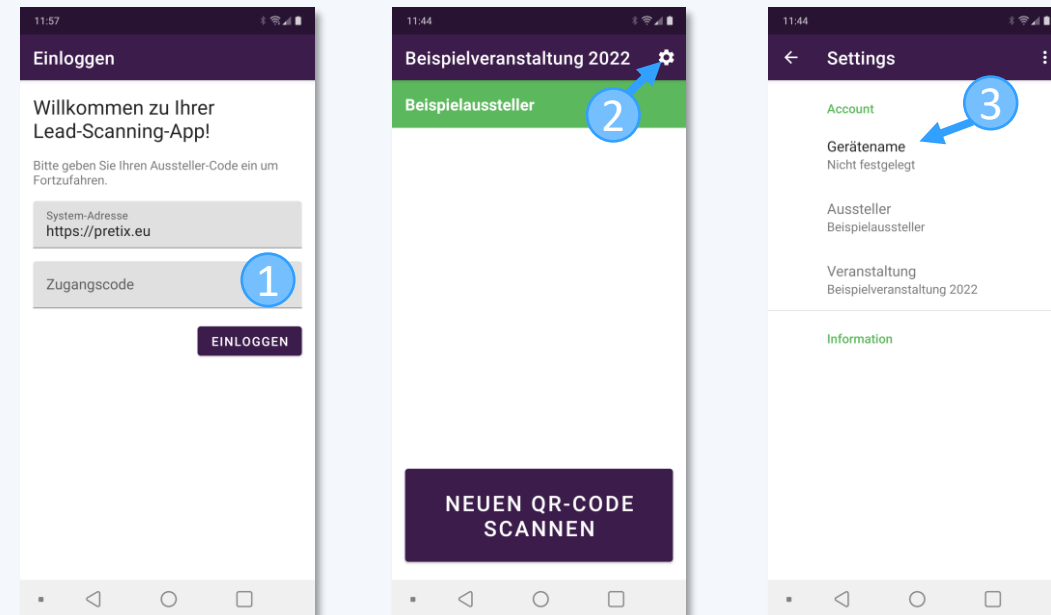 11:57
Einloggen
Willkommen zu Ihrer
Lead-Scanning-App!
Bitte geben Sie Ihren Aussteller-Code ein um
Fortzufahren.
System-Adresse
https://pretix.eu
Zugangscode
1
EINLOGGEN
11:44
Beispielveranstaltung 2022
Beispielaussteller
2
NEUEN QR-CODE
SCANNEN
11:44
Settings
Account
3
Gerätename
Nicht festgelegt
Aussteller
Beispielaussteller
Veranstaltung
Beispielveranstaltung 2022
Information